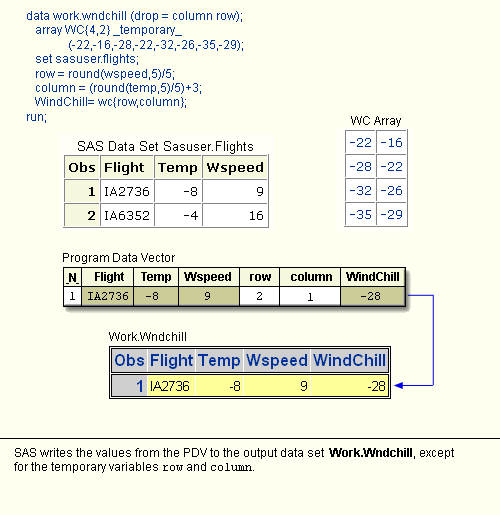 data work.wndchill (drop = column row);
array WC{4,2} _temporary_
(-22,-16,-28,-22,-32,-26,-35,-29);
set sasuser.flights;
row = round(wspeed,5)/5;
column = (round(temp,5)/5)+3;
WindChill= wc{row,column};
run;
WC Array
-22 -16
-28 -22
-32 -26
-35 -29
SAS Data Set Sasuser.Flights
Obs Flight Temp Wspeed
1 IA2736 -8 9
2 IA6352 -4 16
Program Data Vector
_N_ Flight Temp Wspeed row column WindChill
1 IA2736 -8 9 2 1 -28
Work.Wndchill
Obs Flight Temp Wspeed WindChill
1 IA2736 -8 9 -28
SAS writes the values from the PDV to the output data set Work.Wndchill, except
for the temporary variables row and column.